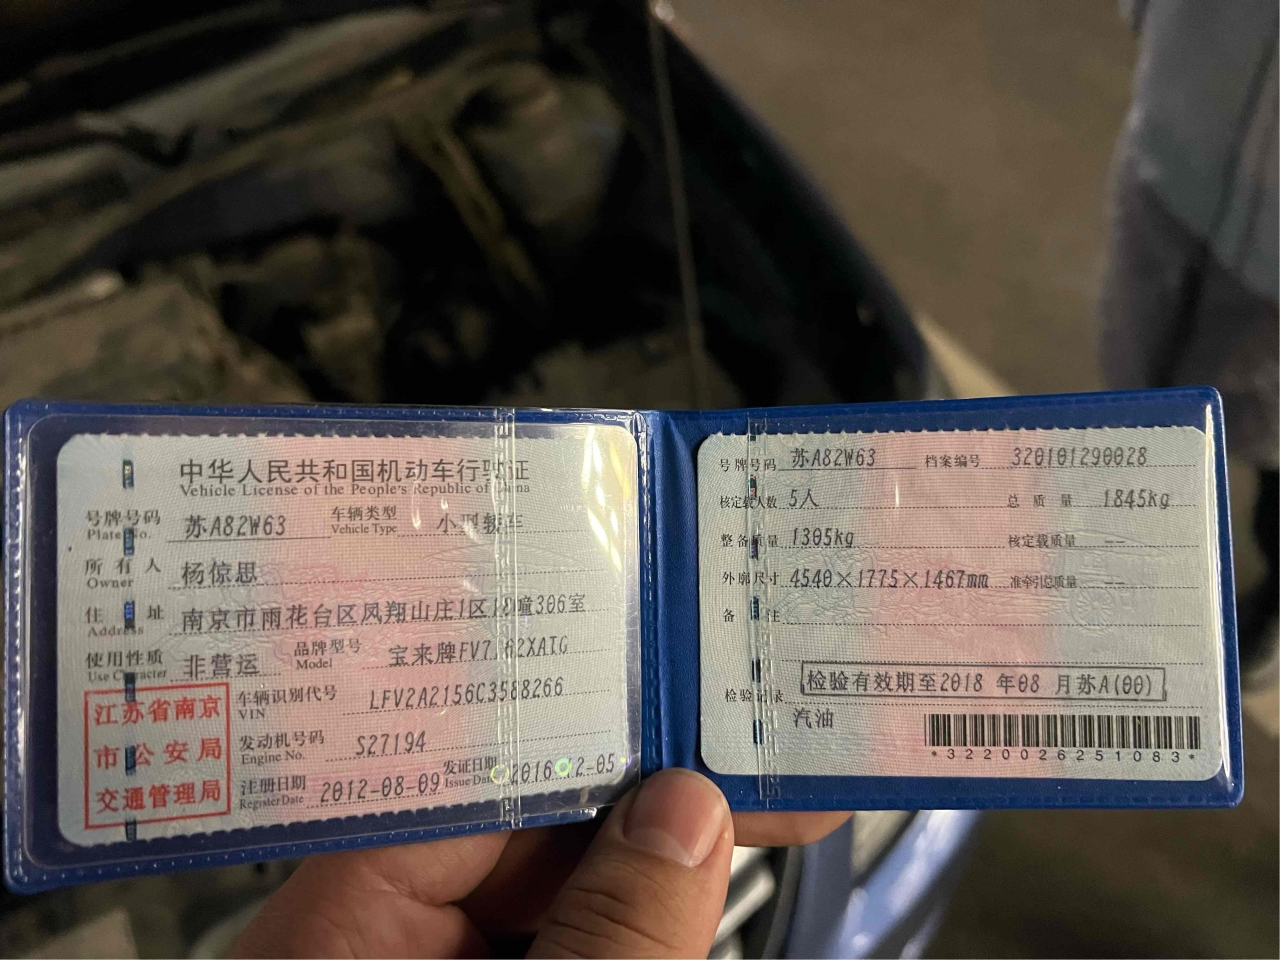 中华人民共和国机动车行驶证
Vehicle License of the People's Republic of China
号牌号码 苏A82W63 车辆类型 小型轿车
Plate No. Vehicle Type
所有人 杨倞思
Owner
住址 南京市雨花台区凤翔山庄1区1 幢306室
Address
使用性质 非营运 品牌型号 宝来牌FV7162XATG
Use Character Model
江苏省南京
市公安局
交通管理局
车辆识别代号 LFV2A2156C3588266
VIN
发动机号码 S27194
Engine No.
注册日期 2012-08-09 发证日期 2016-12-05
Register Date Issue Date
号牌号码 苏A82W63 档案编号 320101290028
核定载人数 5人 总质量 1845kg
整备质量 1305kg 核定载质量 --
外廓尺寸 4540×1775×1467mm 准牵引总质量 --
备注
检验记录 检验有效期至2018 年08 月苏A(00)
汽油
*3220026251083*